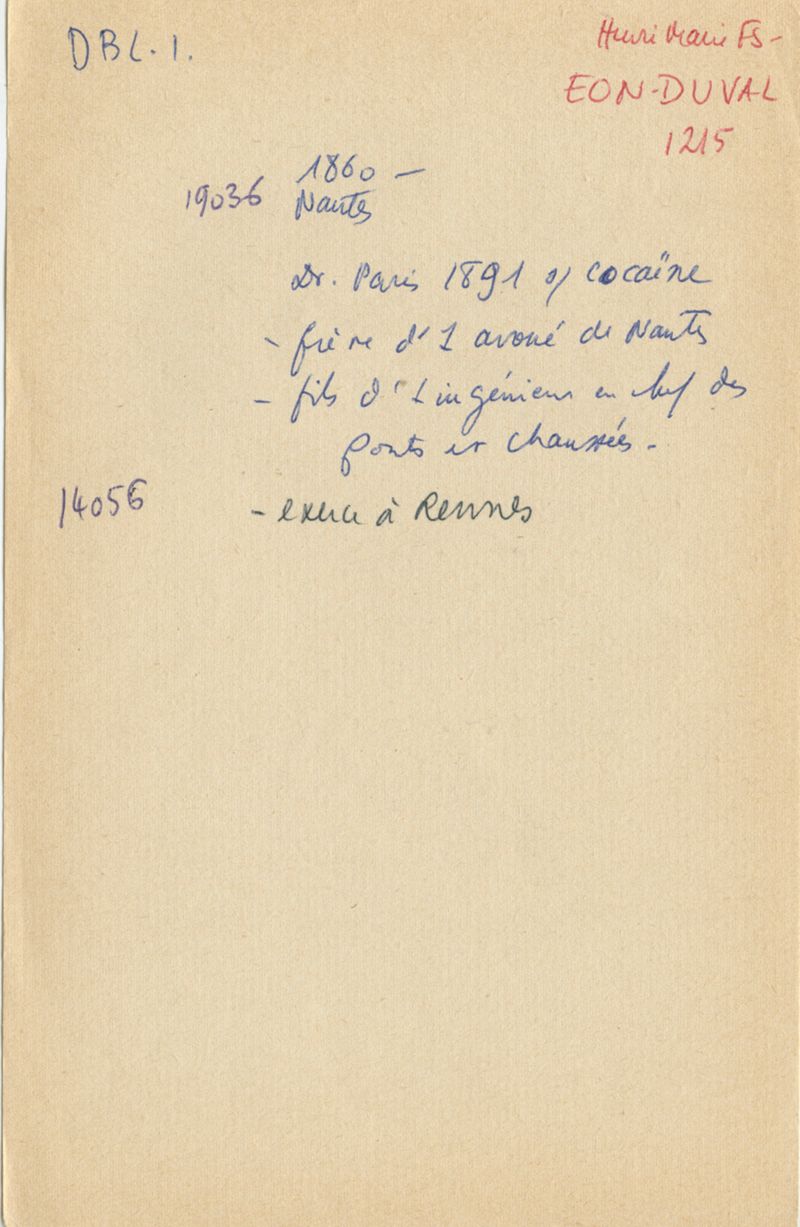 DBL. 1.
Henri Marie Fs -
EON-DUVAL
1215
1860 -
19036 Nantes
Dr. Paris 1891 s/ cocaïne
- frère d'1 avoué de Nantes
- fils d'1 ingénieur en chef des
ponts et chaussées -
14056 - exerce à Rennes